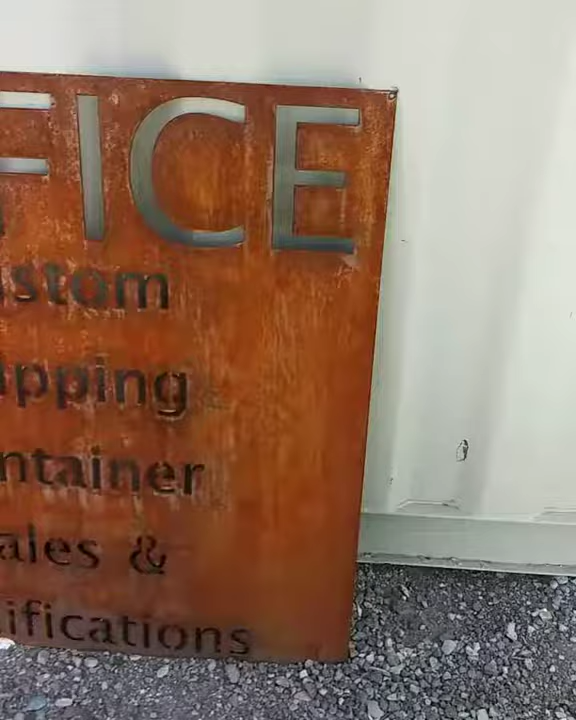 FICE
stom
pping
ntainer
ales &
ifications